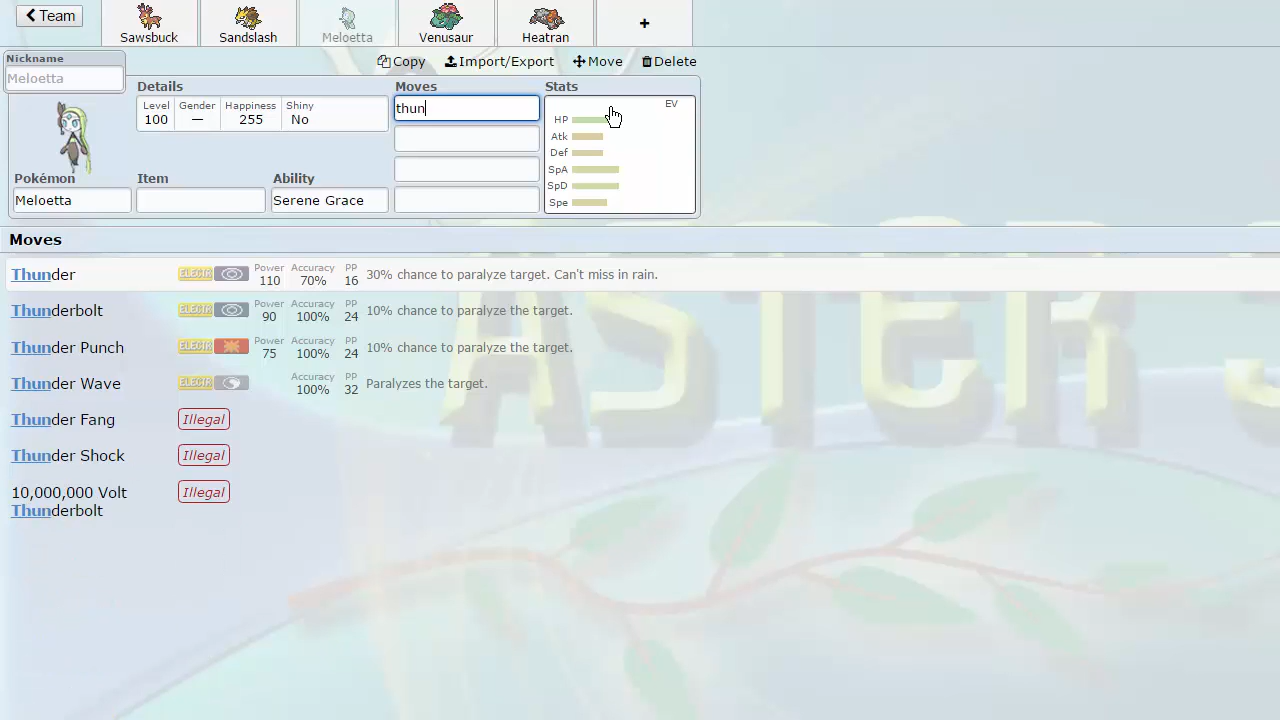 Team
Sawsbuck
Sandslash
Meloetta
Venusaur
Heatran
+
Nickname
Meloetta
Copy
Import/Export
Move
Delete
Details
Level
100
Gender
—
Happiness
255
Shiny
No
Moves
thun
Stats
EV
HP
Atk
Def
SpA
SpD
Spe
Pokémon
Meloetta
Item
Ability
Serene Grace
Moves
Thunder ELECTR Power 110 Accuracy 70% PP 16 30% chance to paralyze target. Can't miss in rain.
Thunderbolt ELECTR Power 90 Accuracy 100% PP 24 10% chance to paralyze the target.
Thunder Punch ELECTR Power 75 Accuracy 100% PP 24 10% chance to paralyze the target.
Thunder Wave ELECTR Accuracy 100% PP 32 Paralyzes the target.
Thunder Fang Illegal
Thunder Shock Illegal
10,000,000 Volt Illegal
Thunderbolt
ASTER